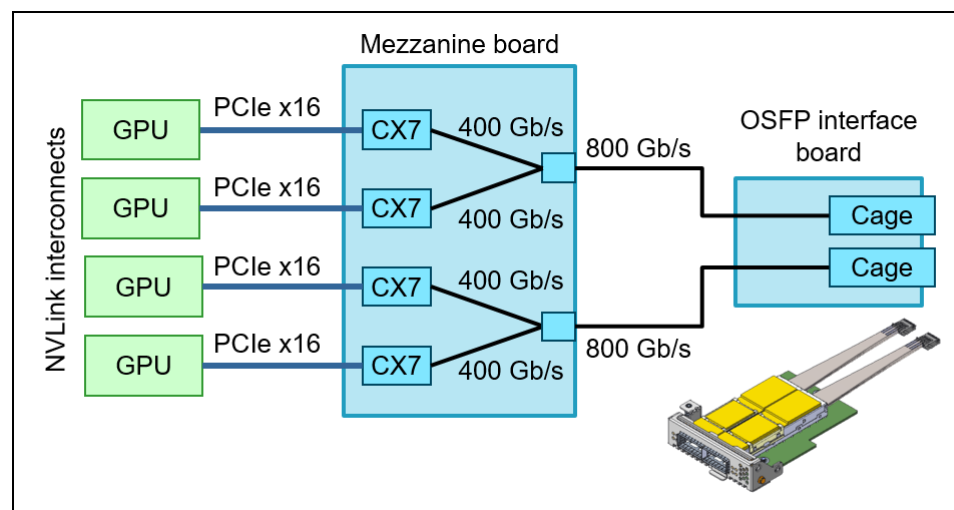 Mezzanine board
NVLink interconnects
GPU
PCIe x16
CX7
400 Gb/s
800 Gb/s
OSFP interface
board
GPU
PCIe x16
CX7
400 Gb/s
Cage
GPU
PCIe x16
CX7
400 Gb/s
Cage
GPU
PCIe x16
CX7
400 Gb/s
800 Gb/s